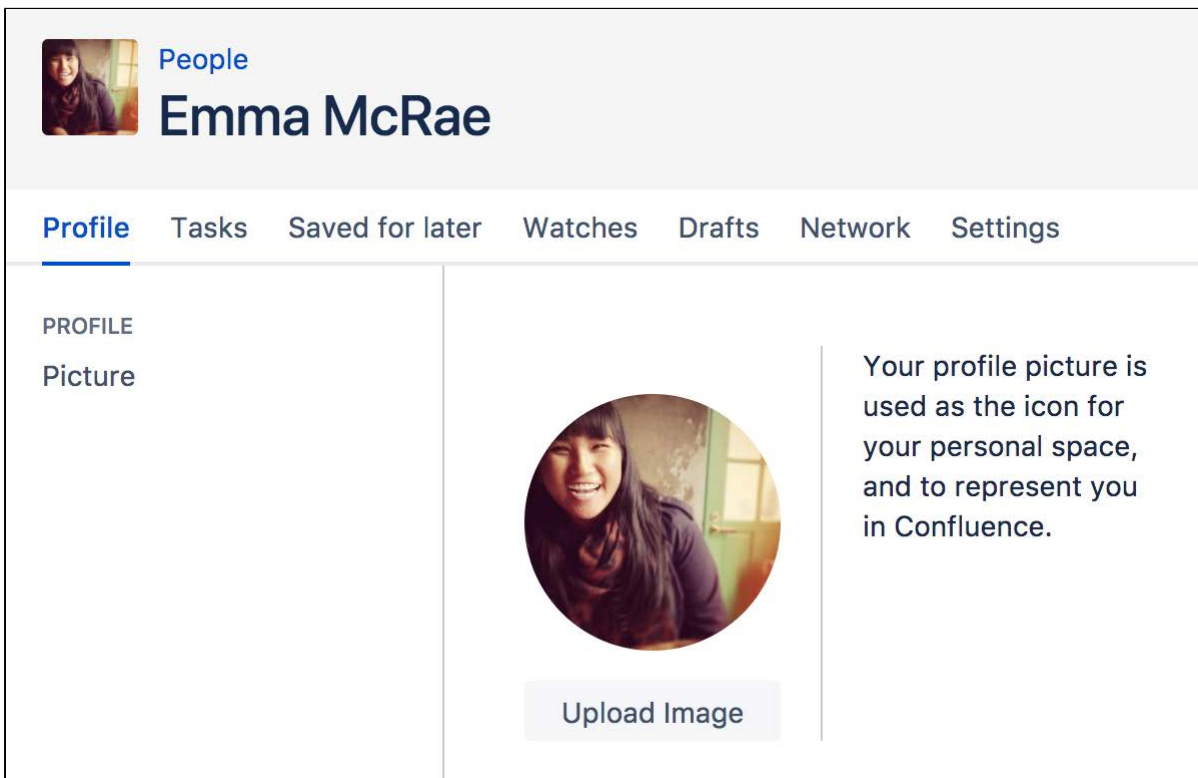 People
Emma McRae
Profile Tasks Saved for later Watches Drafts Network Settings
PROFILE
Picture
Your profile picture is
used as the icon for
your personal space,
and to represent you
in Confluence.
Upload Image